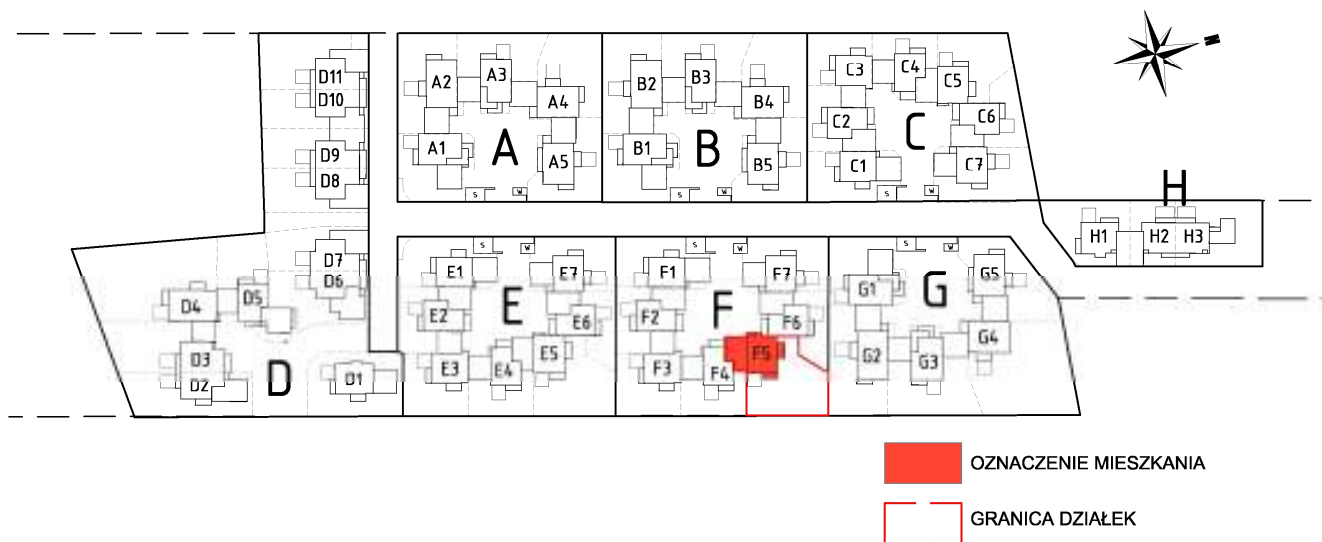 N
D11
D10
D9
D8
D7
D6
A2
A3
A4
A1
A
A5
S
W
B2
B3
B4
B1
B
B5
S
W
C3
C4
C5
C2
C6
C
C1
C7
S
W
H
H1
H2
H3
D4
D5
D3
D2
D
D1
S
W
E1
E7
E2
E
E6
E3
E4
E5
S
W
F1
F7
F2
F
F6
F3
F4
F5
S
W
G1
G
G5
G2
G3
G4
OZNACZENIE MIESZKANIA
GRANICA DZIAŁEK